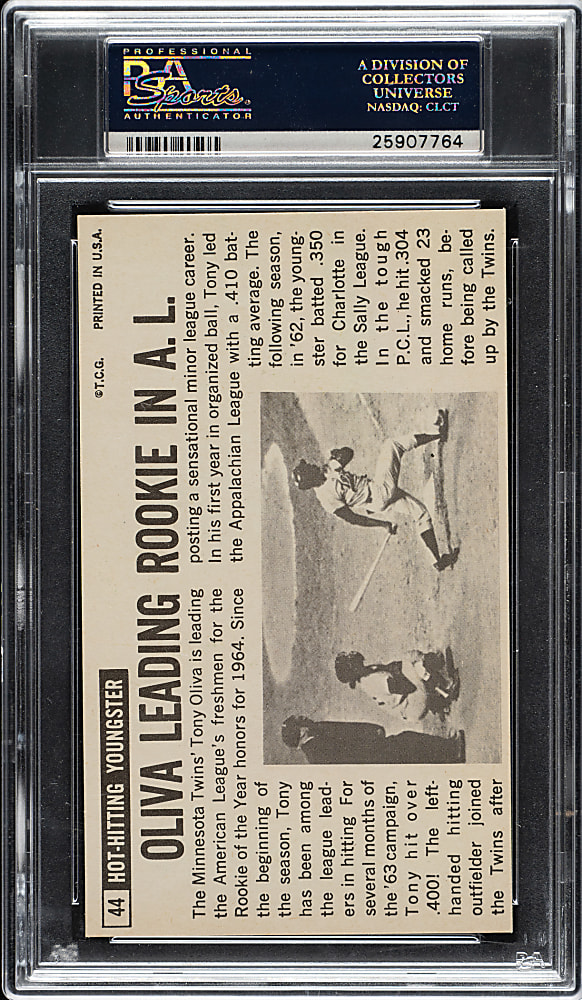 PROFESSIONAL
PSA
Sports
AUTHENTICATOR
A DIVISION OF
COLLECTORS
UNIVERSE
NASDAQ: CLCT
25907764
44 HOT-HITTING YOUNGSTER
©T.C.G. PRINTED IN U.S.A.
OLIVA LEADING ROOKIE IN A. L.
The Minnesota Twins' Tony Oliva is leading
the American League's freshmen for the
Rookie of the Year honors for 1964. Since
the beginning of
the season, Tony
has been among
the league lead-
ers in hitting For
several months of
the '63 campaign,
Tony hit over
.400! The left-
handed hitting
outfielder joined
the Twins after
posting a sensational minor league career.
In his first year in organized ball, Tony led
the Appalachian League with a .410 bat-
ting average. The
following season,
in '62, the young-
ster batted .350
for Charlotte in
the Sally League.
In the tough
P.C.L., he hit .304
and smacked 23
home runs, be-
fore being called
up by the Twins.
PSA